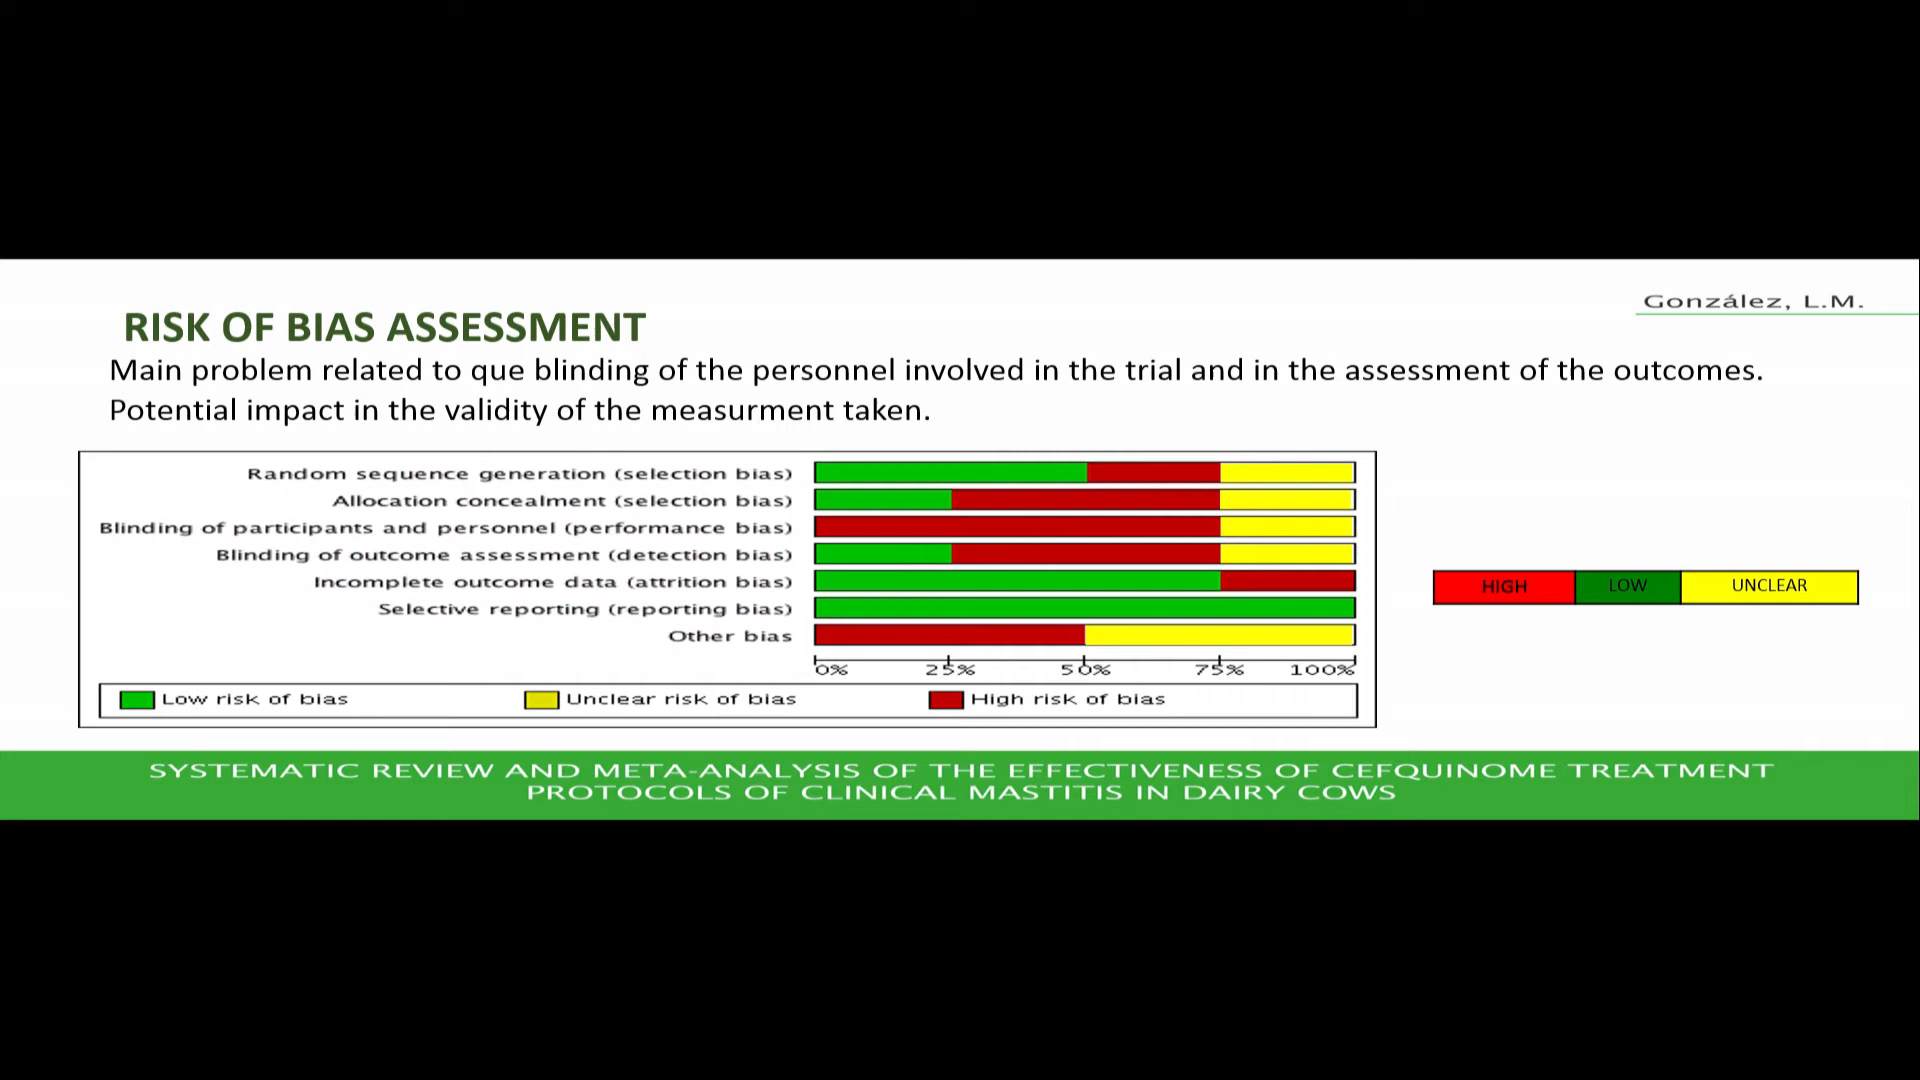 González, L.M.
RISK OF BIAS ASSESSMENT
Main problem related to que blinding of the personnel involved in the trial and in the assessment of the outcomes.
Potential impact in the validity of the measurment taken.
Random sequence generation (selection bias)
Allocation concealment (selection bias)
Blinding of participants and personnel (performance bias)
Blinding of outcome assessment (detection bias)
Incomplete outcome data (attrition bias)
Selective reporting (reporting bias)
Other bias
0% 25% 50% 75% 100%
Low risk of bias Unclear risk of bias High risk of bias
HIGH LOW UNCLEAR
SYSTEMATIC REVIEW AND META-ANALYSIS OF THE EFFECTIVENESS OF CEFQUINOME TREATMENT
PROTOCOLS OF CLINICAL MASTITIS IN DAIRY COWS